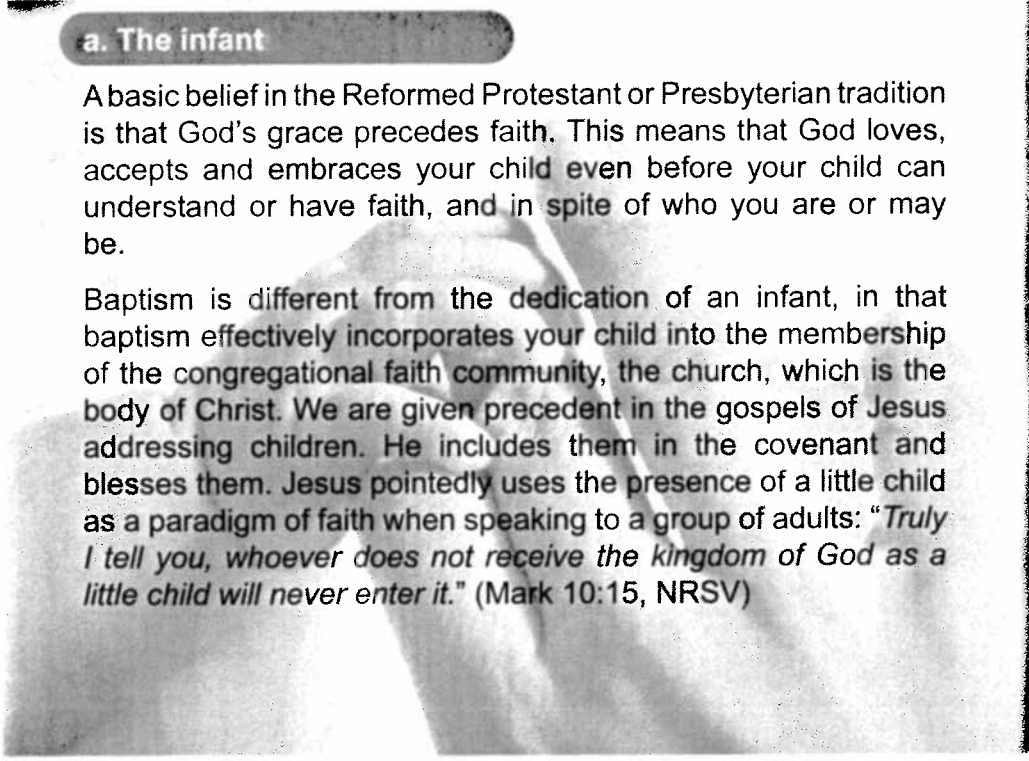 a. The infant
A basic belief in the Reformed Protestant or Presbyterian tradition
is that God's grace precedes faith. This means that God loves,
accepts and embraces your child even before your child can
understand or have faith, and in spite of who you are or may
be.
Baptism is different from the dedication of an infant, in that
baptism effectively incorporates your child into the membership
of the congregational faith community, the church, which is the
body of Christ. We are given precedent in the gospels of Jesus
addressing children. He includes them in the covenant and
blesses them. Jesus pointedly uses the presence of a little child
as a paradigm of faith when speaking to a group of adults: "Truly
I tell you, whoever does not receive the kingdom of God as a
little child will never enter it." (Mark 10:15, NRSV)